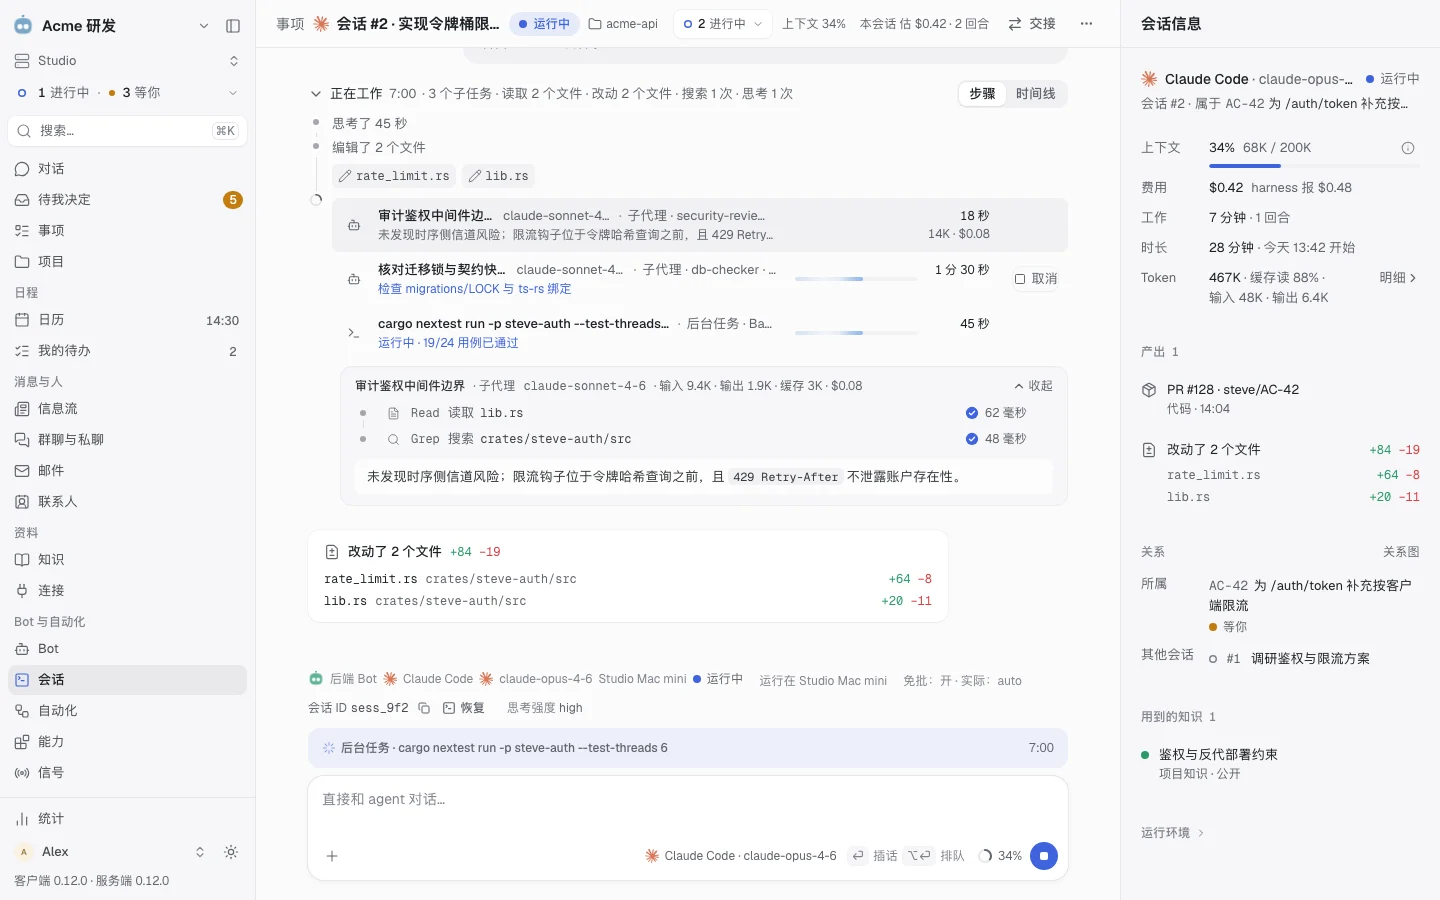 Acme 研发
Studio
1 进行中 · 3 等你
搜索... ⌘K
对话
待我决定 5
事项
项目
日程
日历 14:30
我的待办 2
消息与人
信息流
群聊与私聊
邮件
联系人
资料
知识
连接
Bot 与自动化
Bot
会话
自动化
能力
信号
统计
A Alex
客户端 0.12.0 · 服务端 0.12.0
事项 会话 #2 · 实现令牌桶限... 运行中 acme-api 2 进行中 上下文 34% 本会话 估 $0.42 · 2 回合 交接 ...
正在工作 7:00 · 3 个子任务 · 读取 2 个文件 · 改动 2 个文件 · 搜索 1 次 · 思考 1 次 步骤 时间线
思考了 45 秒
编辑了 2 个文件
rate_limit.rs lib.rs
审计鉴权中间件边... claude-sonnet-4... · 子代理 · security-revie... 18 秒
未发现时序侧信道风险；限流钩子位于令牌哈希查询之前，且 429 Retry... 14K · $0.08
核对迁移锁与契约快... claude-sonnet-4... · 子代理 · db-checker · ... 1 分 30 秒 取消
检查 migrations/LOCK 与 ts-rs 绑定
cargo nextest run -p steve-auth --test-threads... · 后台任务 · Ba... 45 秒
运行中 · 19/24 用例已通过
审计鉴权中间件边界 · 子代理 claude-sonnet-4-6 · 输入 9.4K · 输出 1.9K · 缓存 3K · $0.08 收起
Read 读取 lib.rs 62 毫秒
Grep 搜索 crates/steve-auth/src 48 毫秒
未发现时序侧信道风险；限流钩子位于令牌哈希查询之前，且 429 Retry-After 不泄露账户存在性。
改动了 2 个文件 +84 −19
rate_limit.rs crates/steve-auth/src +64 −8
lib.rs crates/steve-auth/src +20 −11
后端 Bot Claude Code claude-opus-4-6 Studio Mac mini 运行中 运行在 Studio Mac mini 免批：开 · 实际：auto
会话 ID sess_9f2 恢复 思考强度 high
后台任务 · cargo nextest run -p steve-auth --test-threads 6 7:00
直接和 agent 对话...
Claude Code · claude-opus-4-6 插话 排队 34%
会话信息
Claude Code · claude-opus-... 运行中
会话 #2 · 属于 AC-42 为 /auth/token 补充按...
上下文 34% 68K / 200K
费用 $0.42 harness 报 $0.48
工作 7 分钟 · 1 回合
时长 28 分钟 · 今天 13:42 开始
Token 467K · 缓存读 88% · 明细
输入 48K · 输出 6.4K
产出 1
PR #128 · steve/AC-42
代码 · 14:04
改动了 2 个文件 +84 −19
rate_limit.rs +64 −8
lib.rs +20 −11
关系 关系图
所属 AC-42 为 /auth/token 补充按客户
端限流
等你
其他会话 #1 调研鉴权与限流方案
用到的知识 1
鉴权与反代部署约束
项目知识 · 公开
运行环境